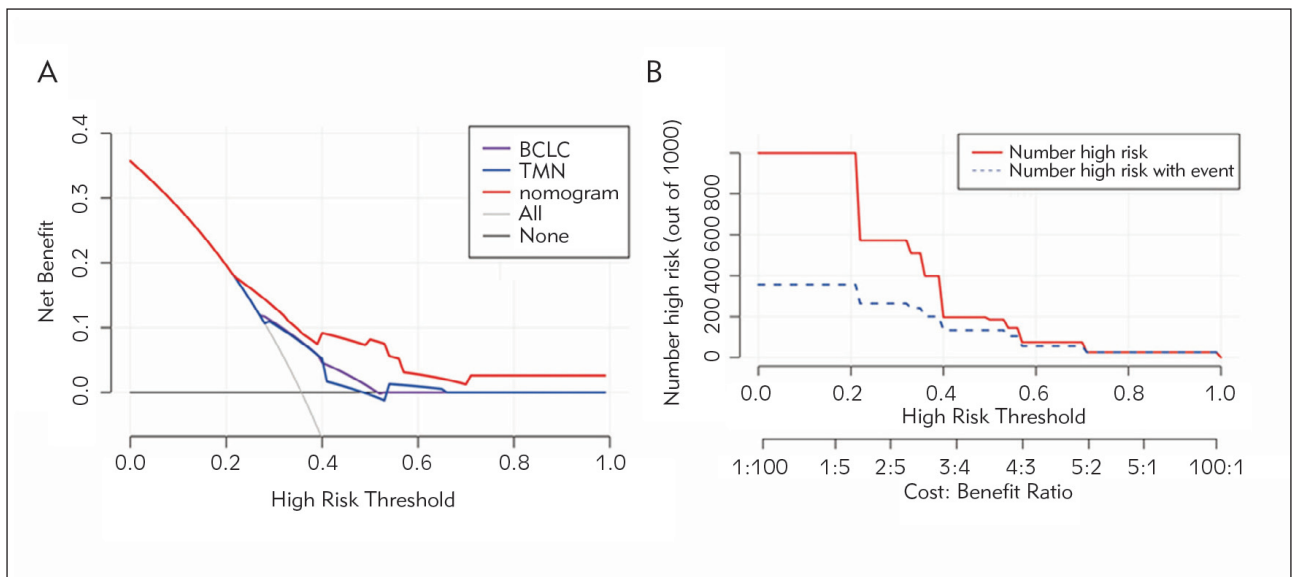 A
Net Benefit
0.4
0.3
0.2
0.1
0.0
BCLC
TMN
nomogram
All
None
0.0 0.2 0.4 0.6 0.8 1.0
High Risk Threshold
B
Number high risk (out of 1000)
800
600
400
200
0
Number high risk
Number high risk with event
0.0 0.2 0.4 0.6 0.8 1.0
High Risk Threshold
1:100 1:5 2:5 3:4 4:3 5:2 5:1 100:1
Cost: Benefit Ratio